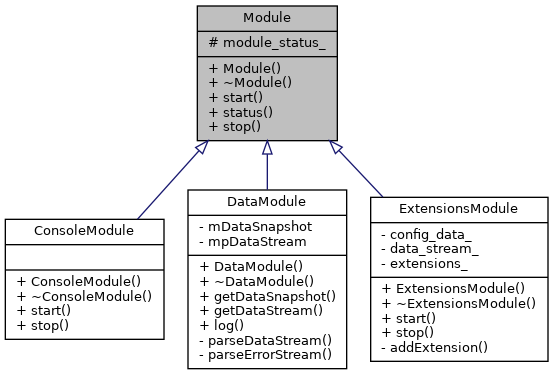 Module
# module_status_
+ Module()
+ ~Module()
+ start()
+ status()
+ stop()
ConsoleModule
+ ConsoleModule()
+ ~ConsoleModule()
+ start()
+ stop()
DataModule
- mDataSnapshot
- mpDataStream
+ DataModule()
+ ~DataModule()
+ getDataSnapshot()
+ getDataStream()
+ log()
- parseDataStream()
- parseErrorStream()
ExtensionsModule
- config_data_
- data_stream_
- extensions_
+ ExtensionsModule()
+ ~ExtensionsModule()
+ start()
+ stop()
- addExtension()